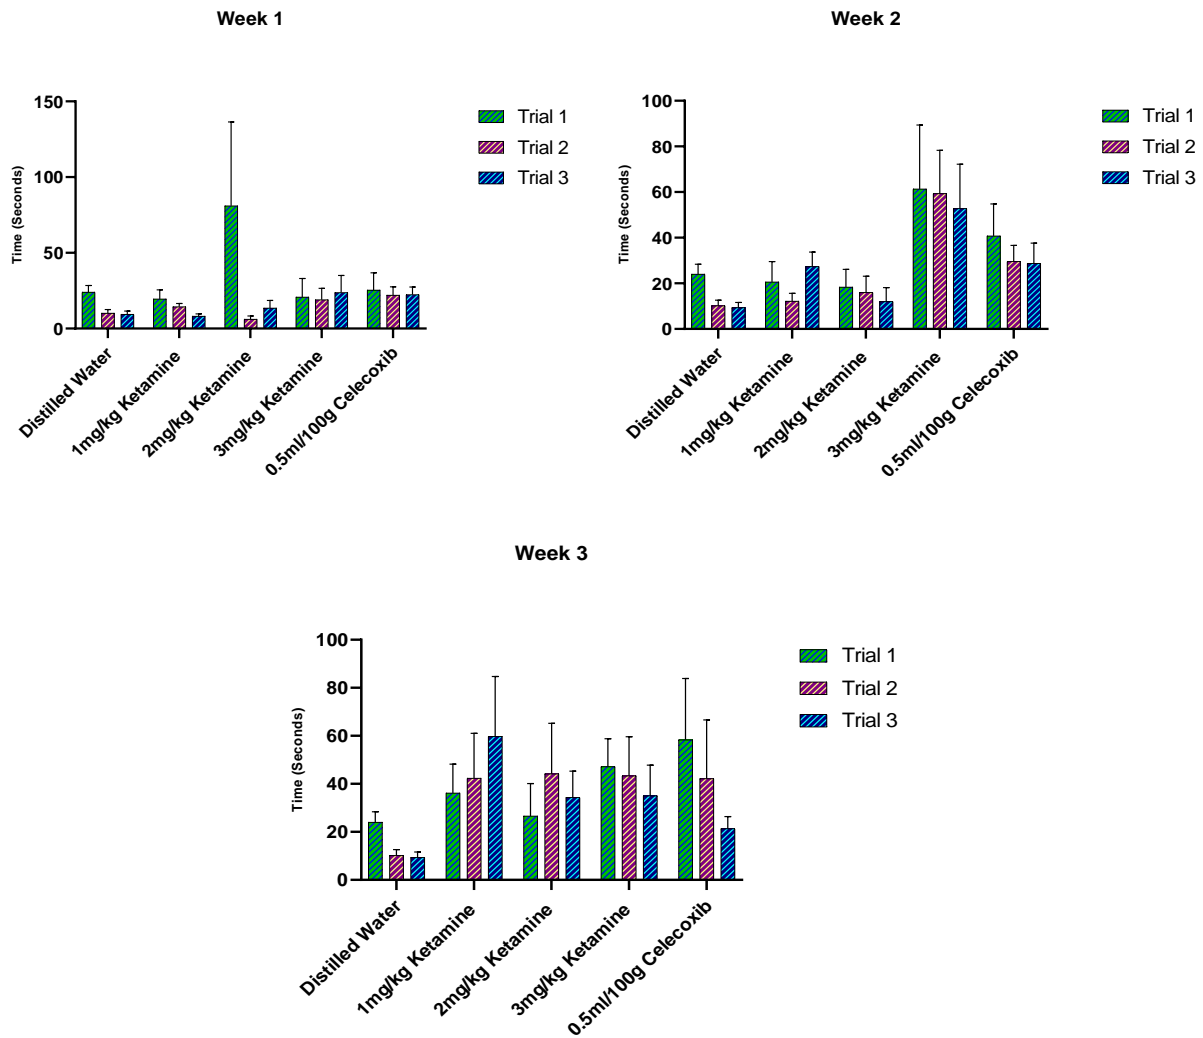 Week 1
Time (Seconds)
150
100
50
0
Distilled Water
1mg/kg Ketamine
2mg/kg Ketamine
3mg/kg Ketamine
0.5ml/100g Celecoxib
Trial 1
Trial 2
Trial 3
Week 2
Time (Seconds)
100
80
60
40
20
0
Distilled Water
1mg/kg Ketamine
2mg/kg Ketamine
3mg/kg Ketamine
0.5ml/100g Celecoxib
Trial 1
Trial 2
Trial 3
Week 3
Time (Seconds)
100
80
60
40
20
0
Distilled Water
1mg/kg Ketamine
2mg/kg Ketamine
3mg/kg Ketamine
0.5ml/100g Celecoxib
Trial 1
Trial 2
Trial 3